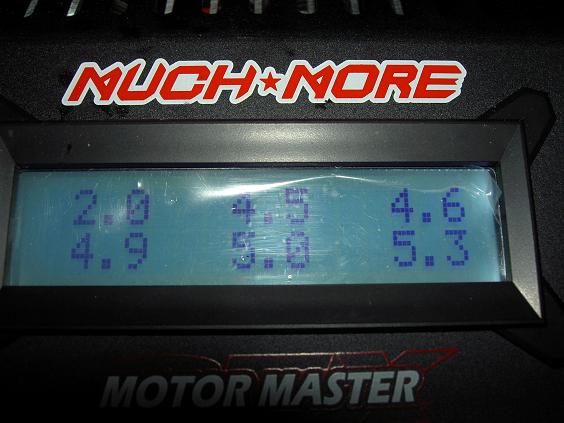 MUCH★MORE
2.0 4.5 4.6
4.9 5.0 5.3
MOTOR MASTER